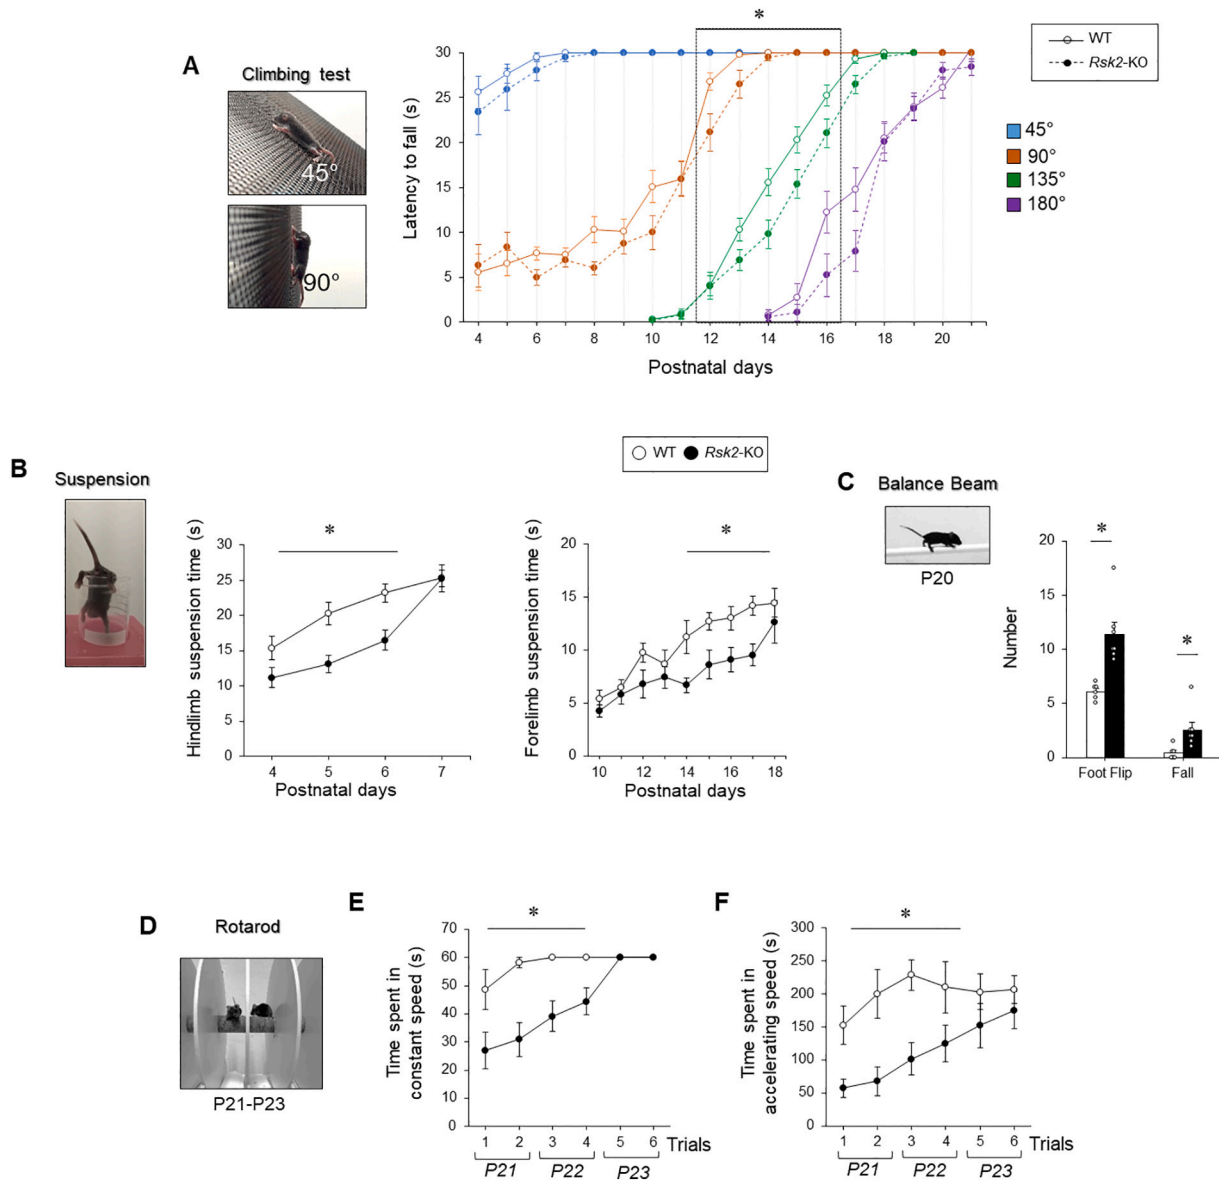 *
WT
Rsk2-KO
A
Climbing test
45°
90°
Latency to fall (s)
30
25
20
15
10
5
0
4
6
8
10
12
14
16
18
20
Postnatal days
45°
90°
135°
180°
WT Rsk2-KO
B
Suspension
Hindlimb suspension time (s)
*
30
25
20
15
10
5
0
4
5
6
7
Postnatal days
Forelimb suspension time (s)
*
20
15
10
5
0
10
12
14
16
18
Postnatal days
C
Balance Beam
P20
Number
20
15
10
5
0
*
*
Foot Flip
Fall
D
Rotarod
P21-P23
E
Time spent in
constant speed (s)
*
70
60
50
40
30
20
10
0
1 2 3 4 5 6 Trials
P21 P22 P23
F
Time spent in
accelerating speed (s)
*
300
250
200
150
100
50
0
1 2 3 4 5 6 Trials
P21 P22 P23